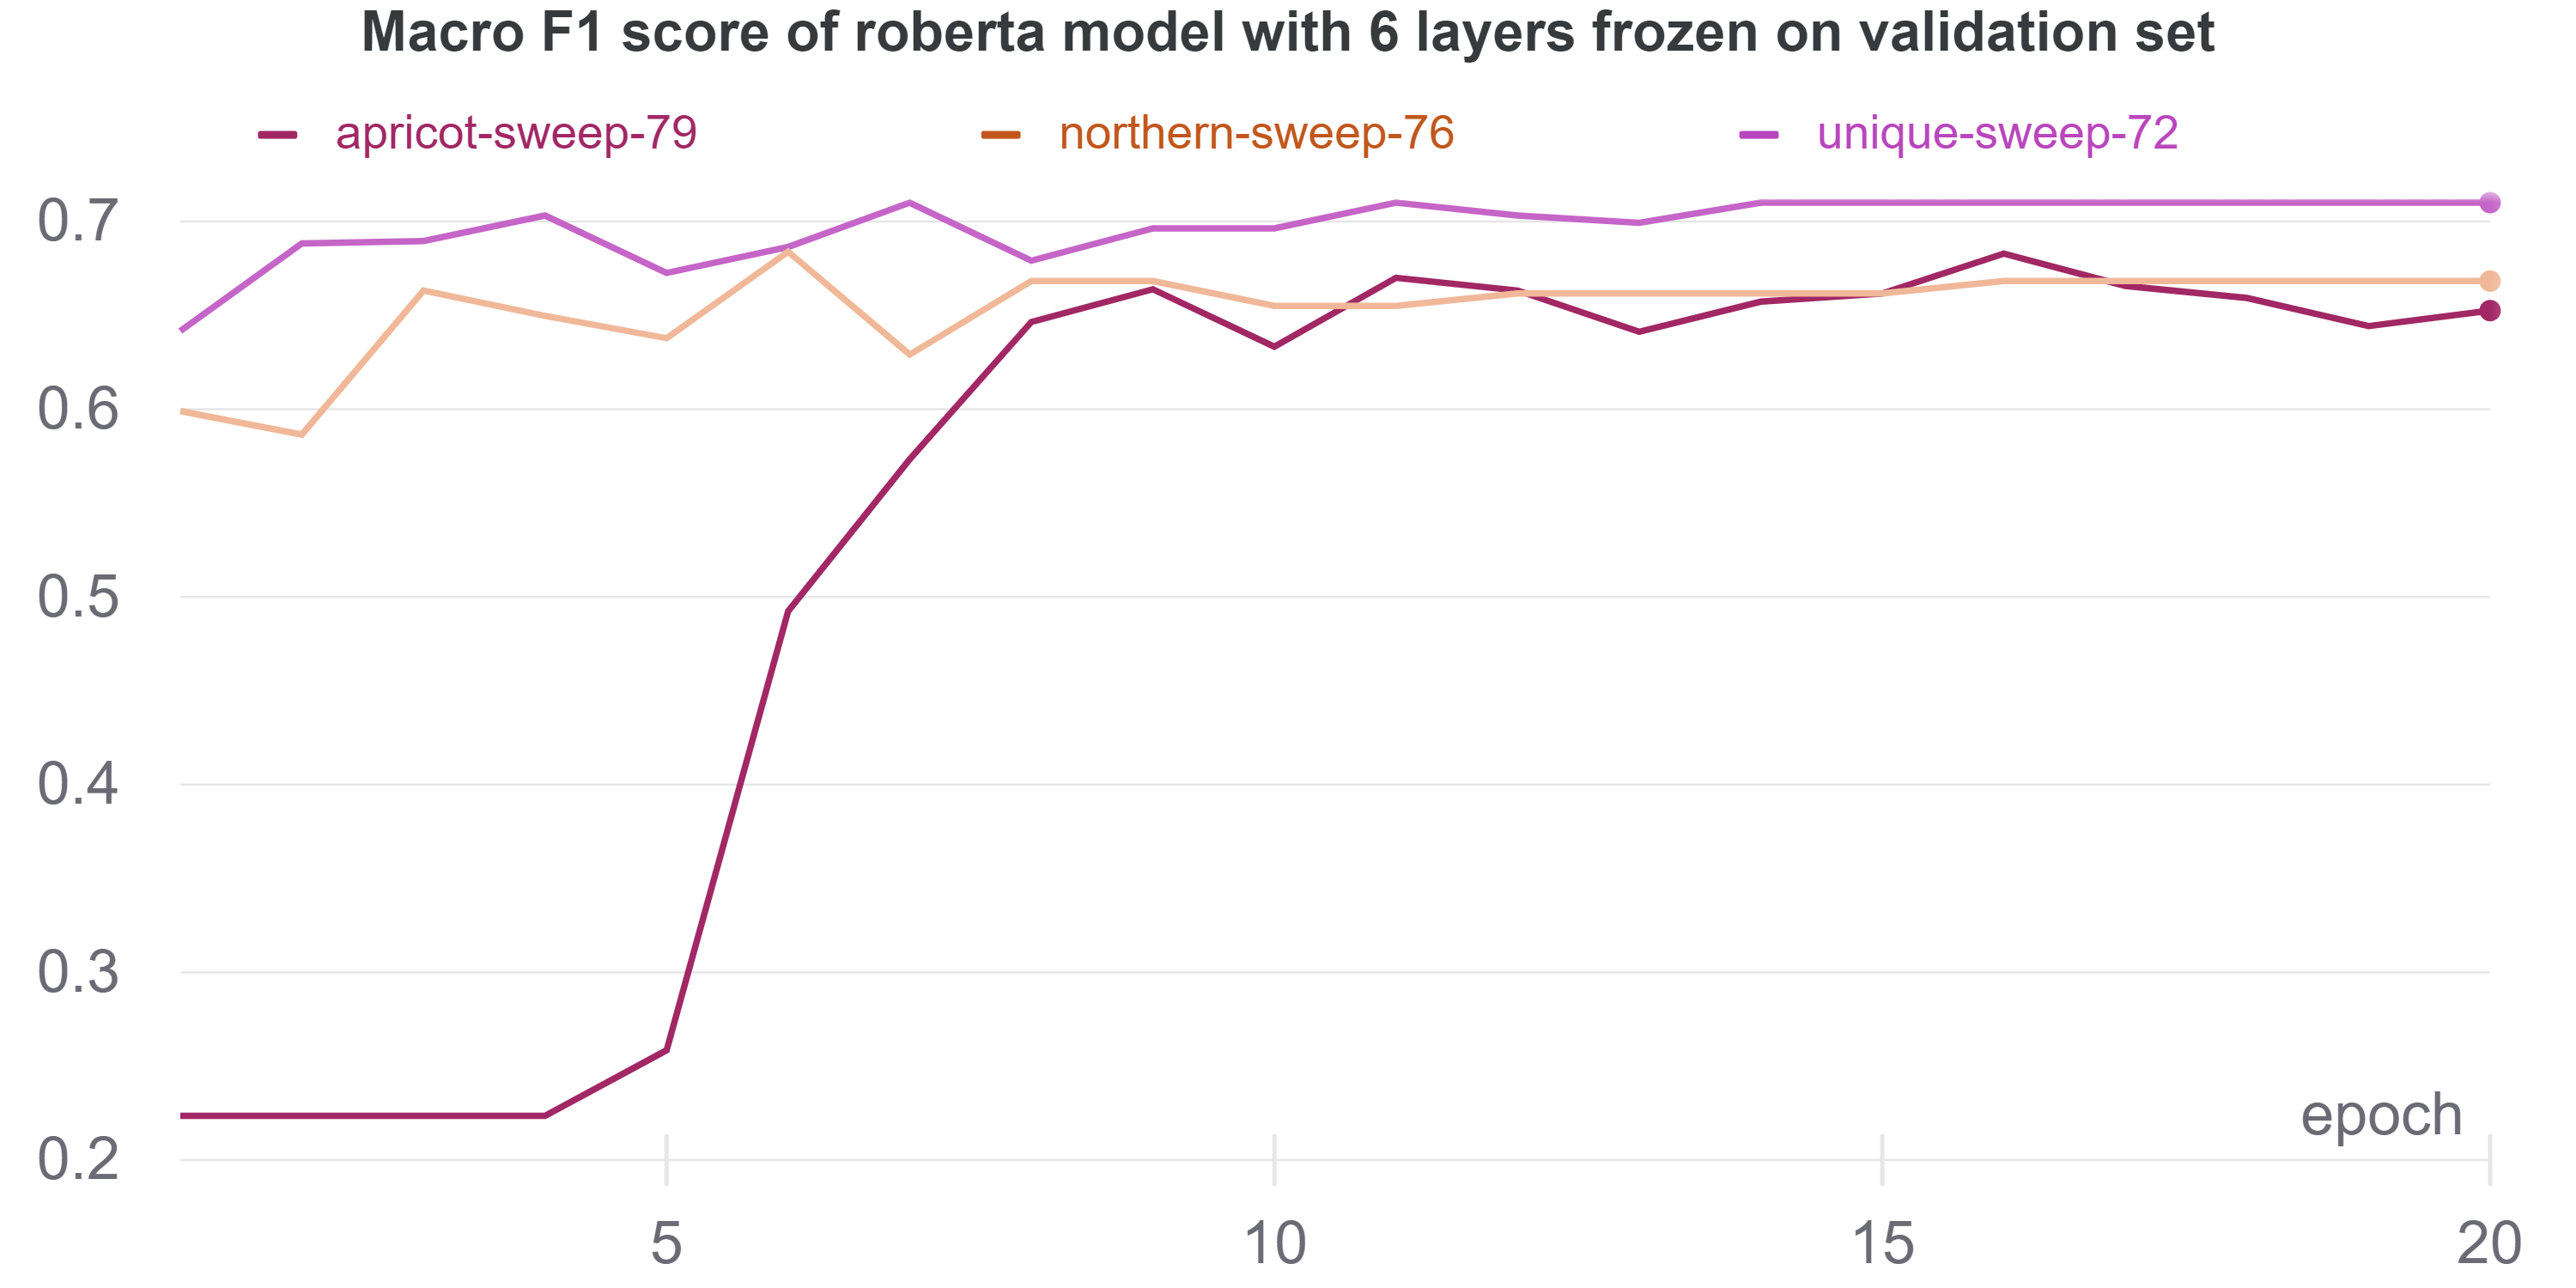 Macro F1 score of roberta model with 6 layers frozen on validation set
apricot-sweep-79 northern-sweep-76 unique-sweep-72
0.7
0.6
0.5
0.4
0.3
0.2
epoch
5 10 15 20